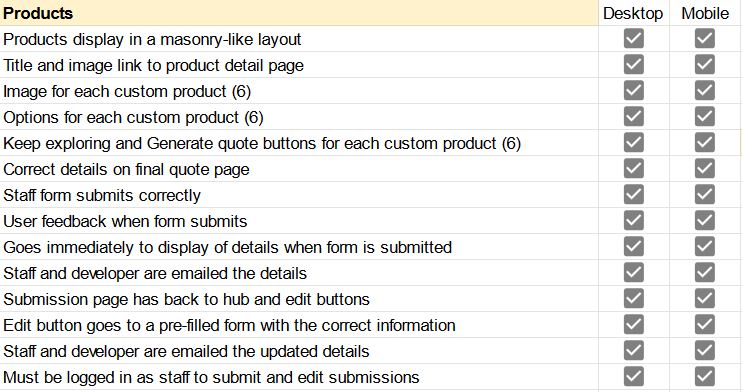 Products Desktop Mobile
Products display in a masonry-like layout
Title and image link to product detail page
Image for each custom product (6)
Options for each custom product (6)
Keep exploring and Generate quote buttons for each custom product (6)
Correct details on final quote page
Staff form submits correctly
User feedback when form submits
Goes immediately to display of details when form is submitted
Staff and developer are emailed the details
Submission page has back to hub and edit buttons
Edit button goes to a pre-filled form with the correct information
Staff and developer are emailed the updated details
Must be logged in as staff to submit and edit submissions